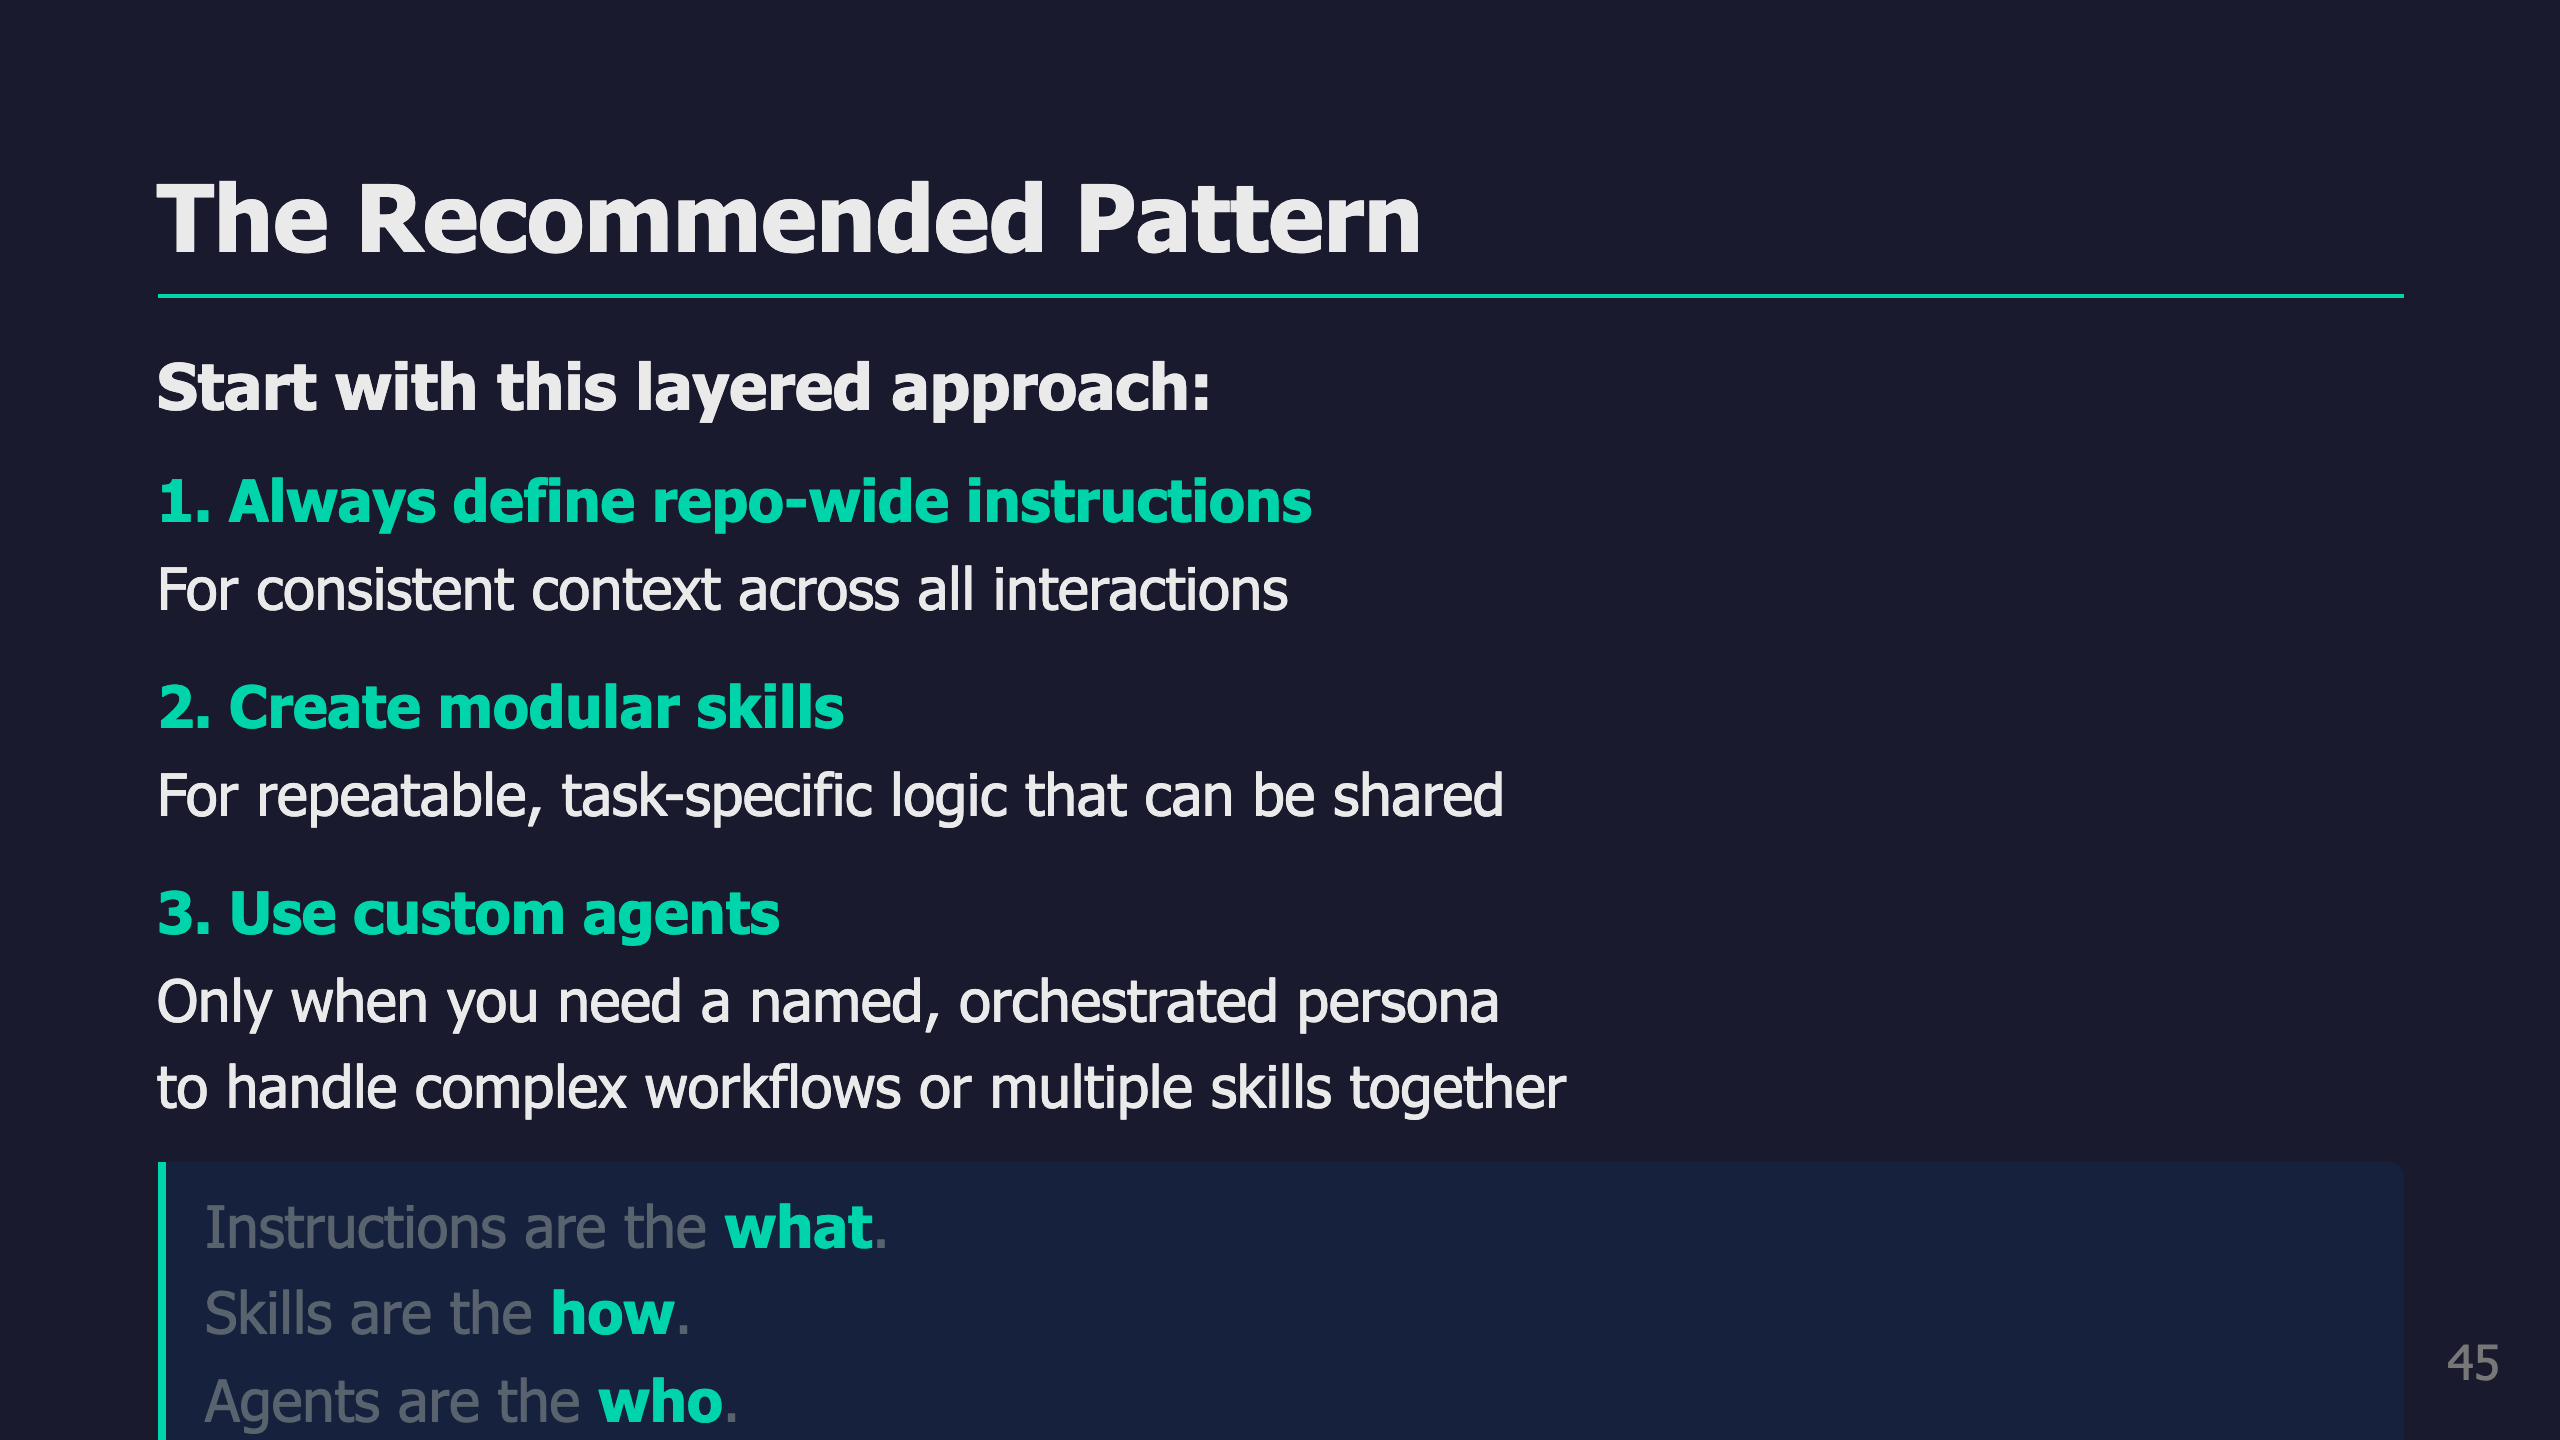 The Recommended Pattern
Start with this layered approach:
1. Always define repo-wide instructions
For consistent context across all interactions
2. Create modular skills
For repeatable, task-specific logic that can be shared
3. Use custom agents
Only when you need a named, orchestrated persona
to handle complex workflows or multiple skills together
Instructions are the what.
Skills are the how.
Agents are the who.
45